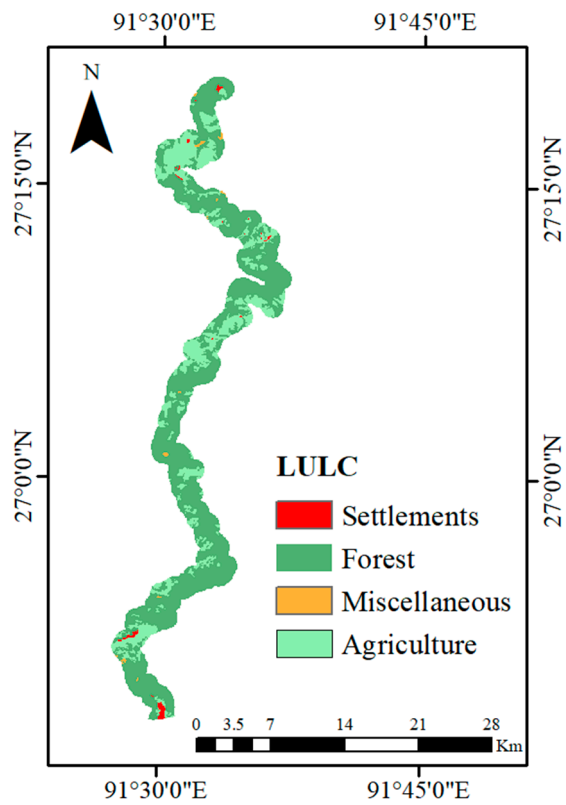 91°30'0"E 91°45'0"E
N
27°15'0"N 27°15'0"N
27°0'0"N 27°0'0"N
LULC
Settlements
Forest
Miscellaneous
Agriculture
0 3.5 7 14 21 28
Km
91°30'0"E 91°45'0"E